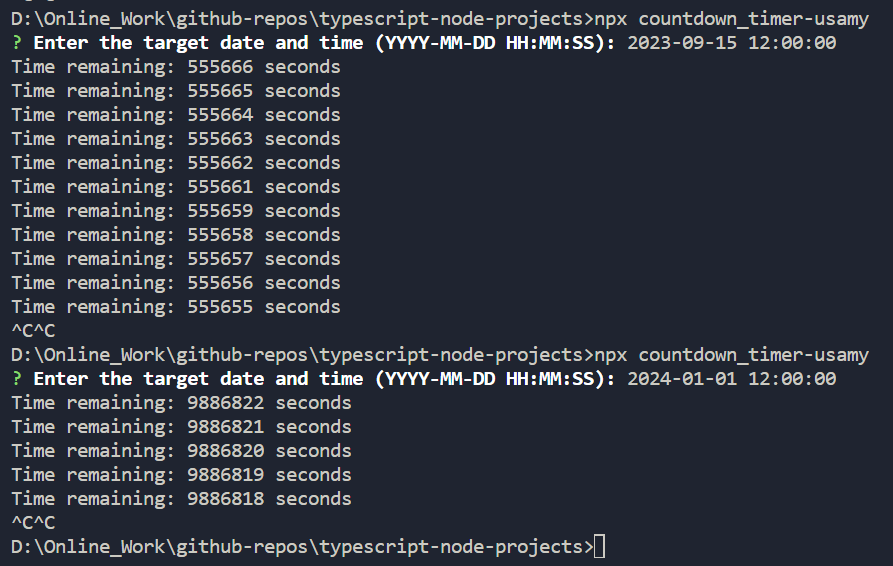 D:\Online_Work\github-repos\typescript-node-projects>npx countdown_timer-usamy
? Enter the target date and time (YYYY-MM-DD HH:MM:SS): 2023-09-15 12:00:00
Time remaining: 555666 seconds
Time remaining: 555665 seconds
Time remaining: 555664 seconds
Time remaining: 555663 seconds
Time remaining: 555662 seconds
Time remaining: 555661 seconds
Time remaining: 555659 seconds
Time remaining: 555658 seconds
Time remaining: 555657 seconds
Time remaining: 555656 seconds
Time remaining: 555655 seconds
^C^C
D:\Online_Work\github-repos\typescript-node-projects>npx countdown_timer-usamy
? Enter the target date and time (YYYY-MM-DD HH:MM:SS): 2024-01-01 12:00:00
Time remaining: 9886822 seconds
Time remaining: 9886821 seconds
Time remaining: 9886820 seconds
Time remaining: 9886819 seconds
Time remaining: 9886818 seconds
^C^C
D:\Online_Work\github-repos\typescript-node-projects>